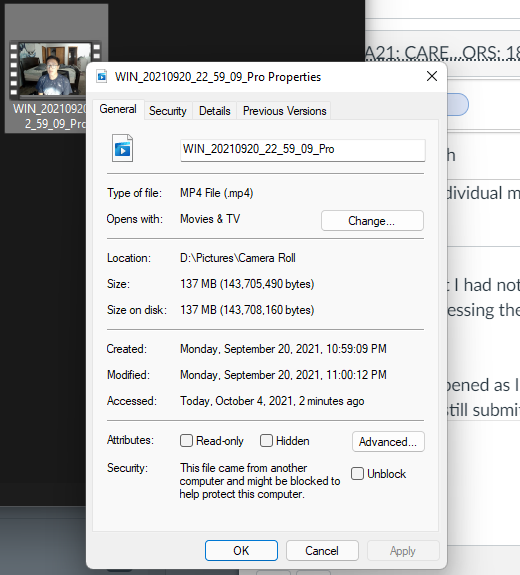 WIN_20210920_2
2_59_09_Pro
WIN_20210920_22_59_09_Pro Properties
General
Security
Details
Previous Versions
WIN_20210920_22_59_09_Pro
Type of file: MP4 File (.mp4)
Opens with: Movies & TV
Change...
Location: D:\Pictures\Camera Roll
Size: 137 MB (143,705,490 bytes)
Size on disk: 137 MB (143,708,160 bytes)
Created: Monday, September 20, 2021, 10:59:09 PM
Modified: Monday, September 20, 2021, 11:00:12 PM
Accessed: Today, October 4, 2021, 2 minutes ago
Attributes: Read-only Hidden
Advanced...
Security: This file came from another
computer and might be blocked to
help protect this computer.
Unblock
OK
Cancel
Apply
A21: CARE
ORS: 18
h
dividual m
I had not
essing the
pened as I
still submi